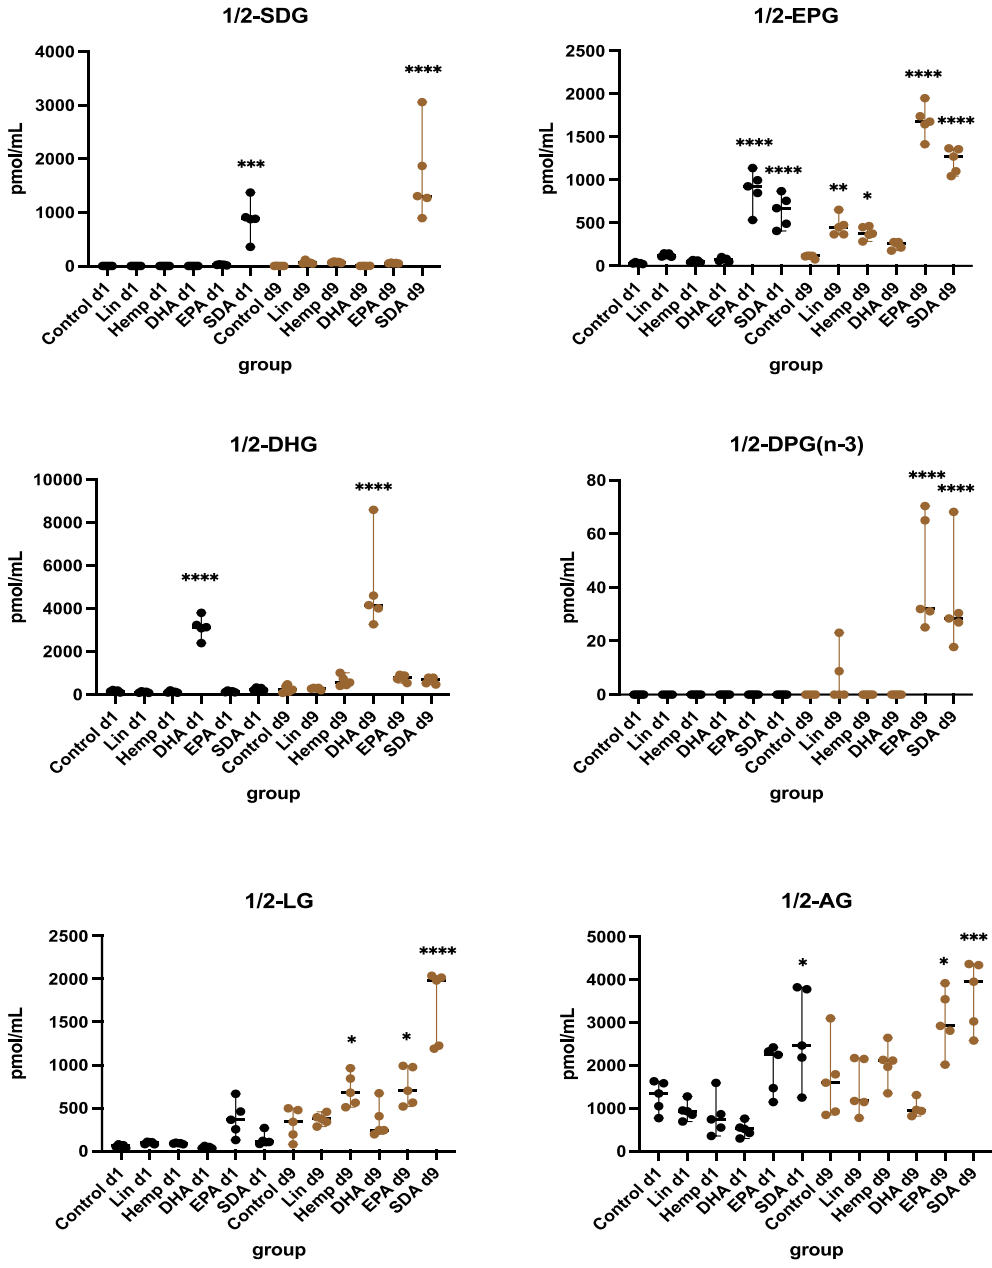 1/2-SDG
pmol/mL
4000
3000
2000
1000
0
***
****
Control d1
Lin d1
Hemp d1
DHA d1
EPA d1
SDA d1
Control d9
Lin d9
Hemp d9
DHA d9
EPA d9
SDA d9
group
1/2-EPG
pmol/mL
2500
2000
1500
1000
500
0
****
****
**
*
****
****
Control d1
Lin d1
Hemp d1
DHA d1
EPA d1
SDA d1
Control d9
Lin d9
Hemp d9
DHA d9
EPA d9
SDA d9
group
1/2-DHG
pmol/mL
10000
8000
6000
4000
2000
0
****
****
Control d1
Lin d1
Hemp d1
DHA d1
EPA d1
SDA d1
Control d9
Lin d9
Hemp d9
DHA d9
EPA d9
SDA d9
group
1/2-DPG(n-3)
pmol/mL
80
60
40
20
0
****
****
Control d1
Lin d1
Hemp d1
DHA d1
EPA d1
SDA d1
Control d9
Lin d9
Hemp d9
DHA d9
EPA d9
SDA d9
group
1/2-LG
pmol/mL
2500
2000
1500
1000
500
0
*
*
****
Control d1
Lin d1
Hemp d1
DHA d1
EPA d1
SDA d1
Control d9
Lin d9
Hemp d9
DHA d9
EPA d9
SDA d9
group
1/2-AG
pmol/mL
5000
4000
3000
2000
1000
0
*
*
***
Control d1
Lin d1
Hemp d1
DHA d1
EPA d1
SDA d1
Control d9
Lin d9
Hemp d9
DHA d9
EPA d9
SDA d9
group